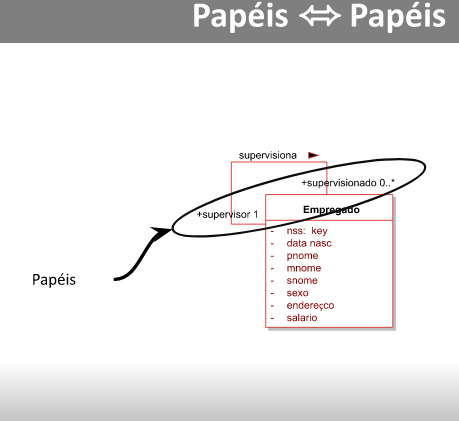 Papéis ⇔ Papéis
supervisiona
+supervisionado 0..*
+supervisor 1
Empregado
- nss: key
- data nasc
- pnome
- mnome
- snome
- sexo
- endereço
- salario
Papéis